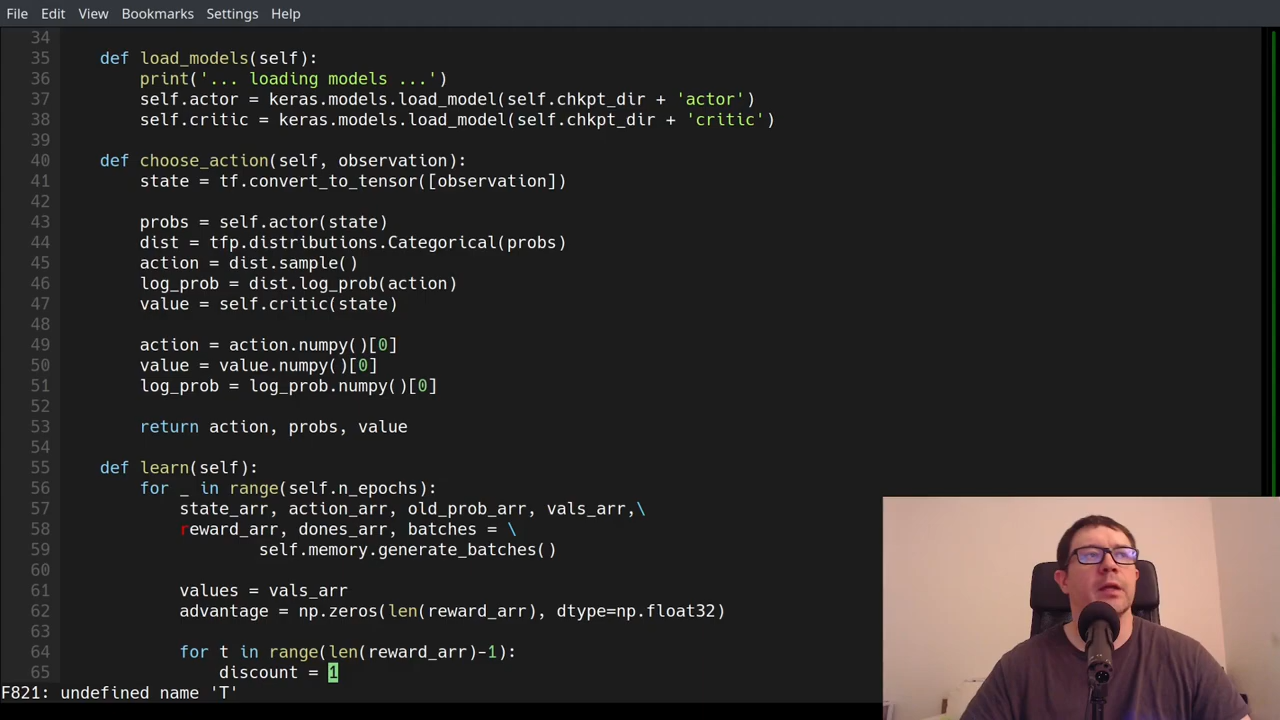 File Edit View Bookmarks Settings Help
34
35 def load_models(self):
36 print('... loading models ...')
37 self.actor = keras.models.load_model(self.chkpt_dir + 'actor')
38 self.critic = keras.models.load_model(self.chkpt_dir + 'critic')
39
40 def choose_action(self, observation):
41 state = tf.convert_to_tensor([observation])
42
43 probs = self.actor(state)
44 dist = tfp.distributions.Categorical(probs)
45 action = dist.sample()
46 log_prob = dist.log_prob(action)
47 value = self.critic(state)
48
49 action = action.numpy()[0]
50 value = value.numpy()[0]
51 log_prob = log_prob.numpy()[0]
52
53 return action, probs, value
54
55 def learn(self):
56 for _ in range(self.n_epochs):
57 state_arr, action_arr, old_prob_arr, vals_arr,\
58 reward_arr, dones_arr, batches = \
59 self.memory.generate_batches()
60
61 values = vals_arr
62 advantage = np.zeros(len(reward_arr), dtype=np.float32)
63
64 for t in range(len(reward_arr)-1):
65 discount = 1
F821: undefined name 'T'